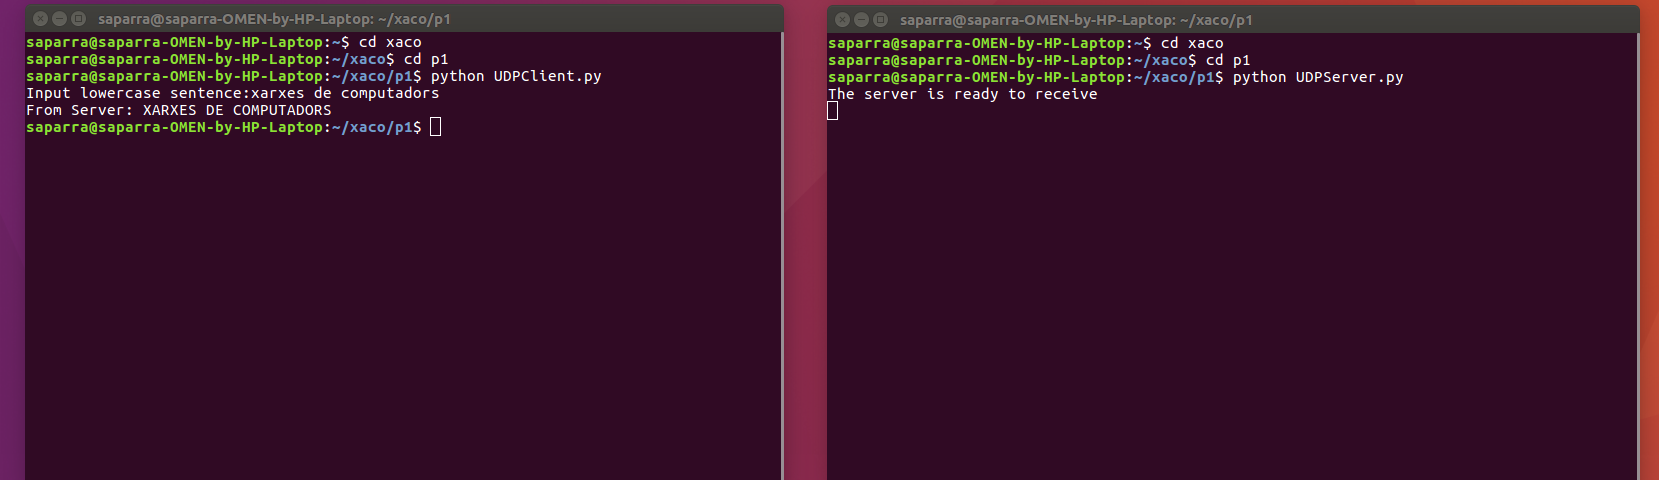 saparra@saparra-OMEN-by-HP-Laptop: ~/xaco/p1
saparra@saparra-OMEN-by-HP-Laptop:~$ cd xaco
saparra@saparra-OMEN-by-HP-Laptop:~/xaco$ cd p1
saparra@saparra-OMEN-by-HP-Laptop:~/xaco/p1$ python UDPClient.py
Input lowercase sentence:xarxes de computadors
From Server: XARXES DE COMPUTADORS
saparra@saparra-OMEN-by-HP-Laptop:~/xaco/p1$
saparra@saparra-OMEN-by-HP-Laptop: ~/xaco/p1
saparra@saparra-OMEN-by-HP-Laptop:~$ cd xaco
saparra@saparra-OMEN-by-HP-Laptop:~/xaco$ cd p1
saparra@saparra-OMEN-by-HP-Laptop:~/xaco/p1$ python UDPServer.py
The server is ready to receive